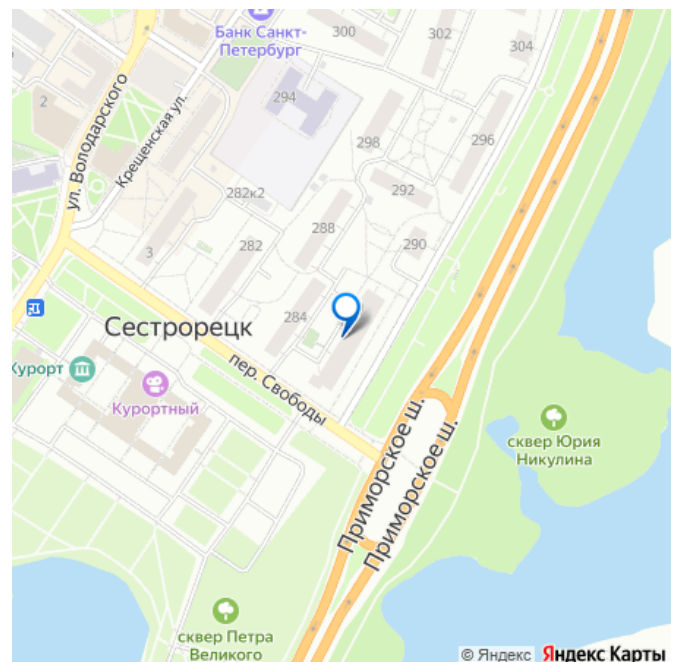 Банк Санкт-
Петербург
300
302
304
294
2
ул. Володарского
Крещенская ул.
298
296
282к2
292
288
3
282
290
284
Сестрорецк
пер. Свободы
Курорт
Курортный
Приморское ш.
Приморское ш.
сквер Юрия
Никулина
сквер Петра
Великого
© Яндекс Яндекс Карты